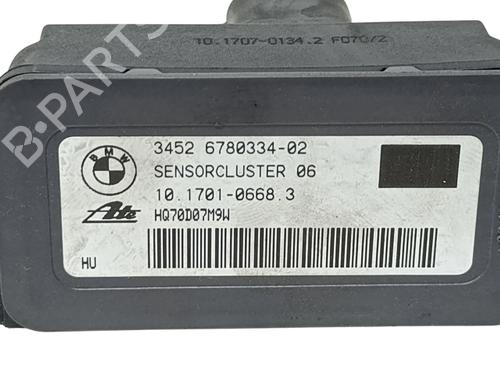 10.1707-0134.2 F070/2
B-PARTS
BMW
3452 6780334-02
SENSORCLUSTER 06
10.1701-0668.3
Ate
HQ70D07M9W
HU